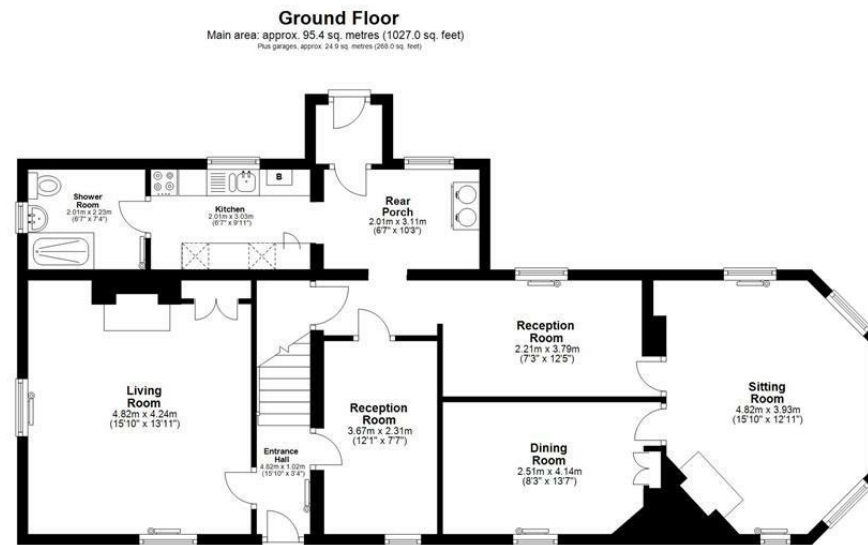 Ground Floor
Main area: approx. 95.4 sq. metres (1027.0 sq. feet)
Plus garages, approx. 24.9 sq. metres (268.0 sq. feet)
Shower
Room
2.01m x 2.23m
(6'7" x 7'4")
Kitchen
2.01m x 3.03m
(6'7" x 9'11")
B
Rear
Porch
2.01m x 3.11m
(6'7" x 10'3")
Living
Room
4.82m x 4.24m
(15'10" x 13'11")
Entrance
Hall
4.82m x 1.02m
(15'10" x 3'4")
Reception
Room
3.67m x 2.31m
(12'1" x 7'7")
Reception
Room
2.21m x 3.79m
(7'3" x 12'5")
Dining
Room
2.51m x 4.14m
(8'3" x 13'7")
Sitting
Room
4.82m x 3.93m
(15'10" x 12'11")